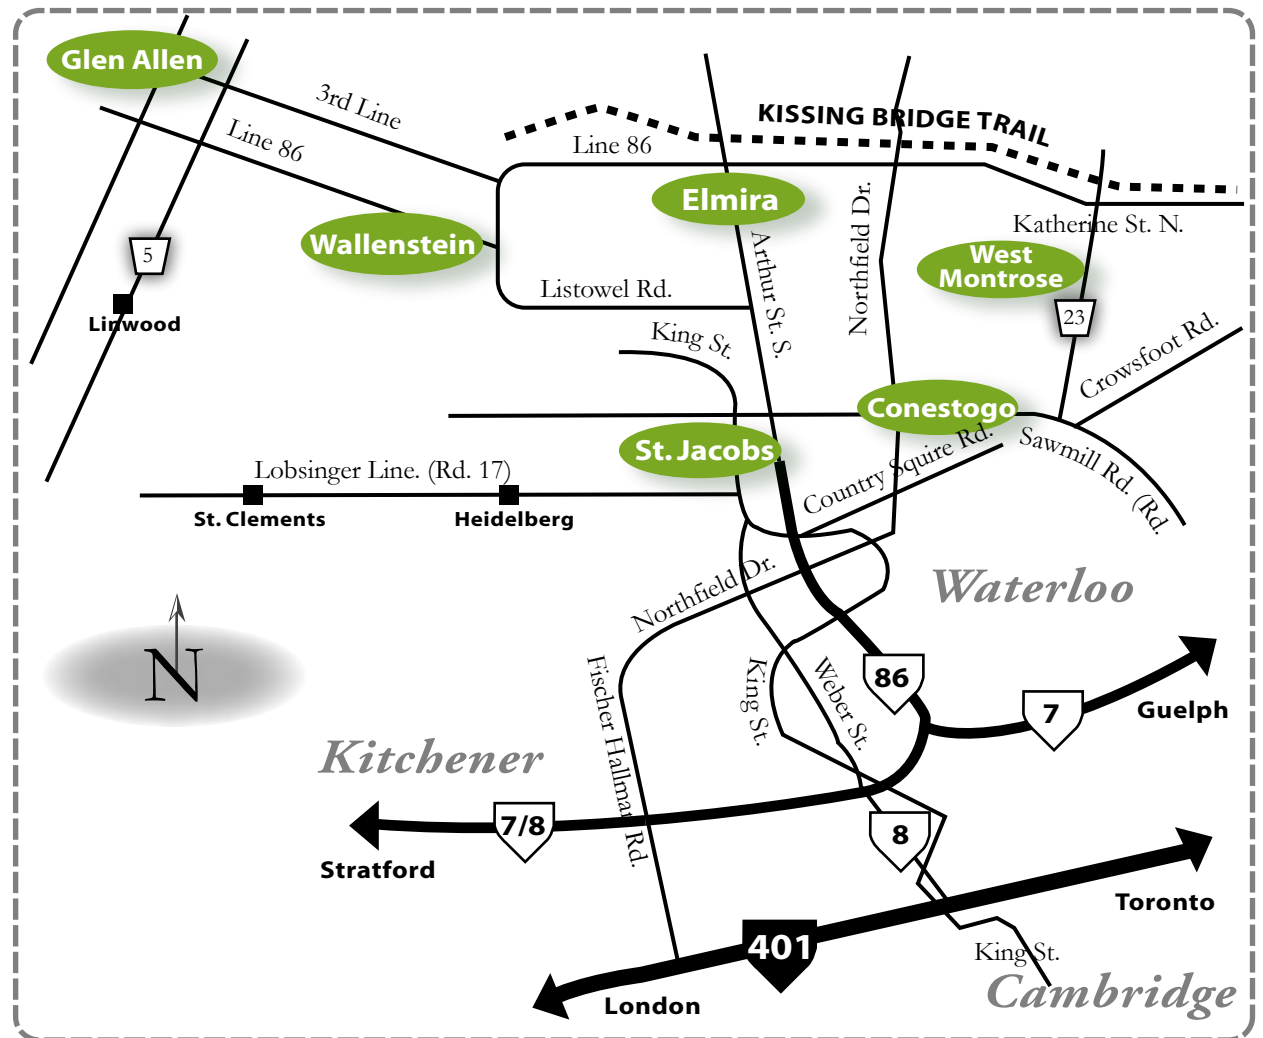 Glen Allen
3rd Line
KISSING BRIDGE TRAIL
Line 86
Line 86
Elmira
Northfield Dr.
Katherine St. N.
Wallenstein
West
Montrose
5
Arthur St. S.
Listowel Rd.
Linwood
23
King St.
Crowsfoot Rd.
Conestogo
St. Jacobs
Country Squire Rd.
Sawmill Rd. (Rd.
Lobsinger Line. (Rd. 17)
St. Clements
Heidelberg
Northfield Dr.
Waterloo
N
Fischer Hallman Rd.
King St.
Weber St.
86
7
Guelph
Kitchener
7/8
8
Stratford
Toronto
401
King St.
Cambridge
London